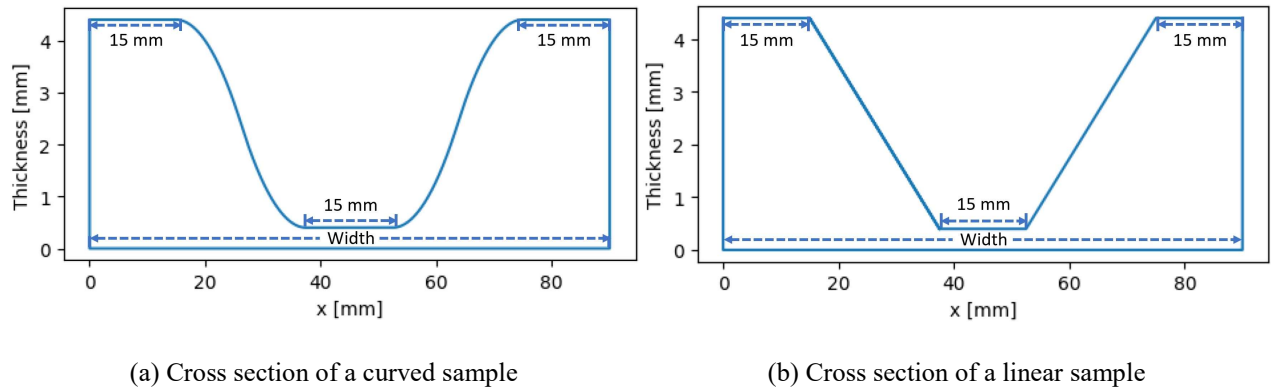 4
3
2
1
0
Thickness [mm]
15 mm
15 mm
15 mm
Width
0
20
40
60
80
x [mm]
(a) Cross section of a curved sample
4
3
2
1
0
Thickness [mm]
15 mm
15 mm
15 mm
Width
0
20
40
60
80
x [mm]
(b) Cross section of a linear sample